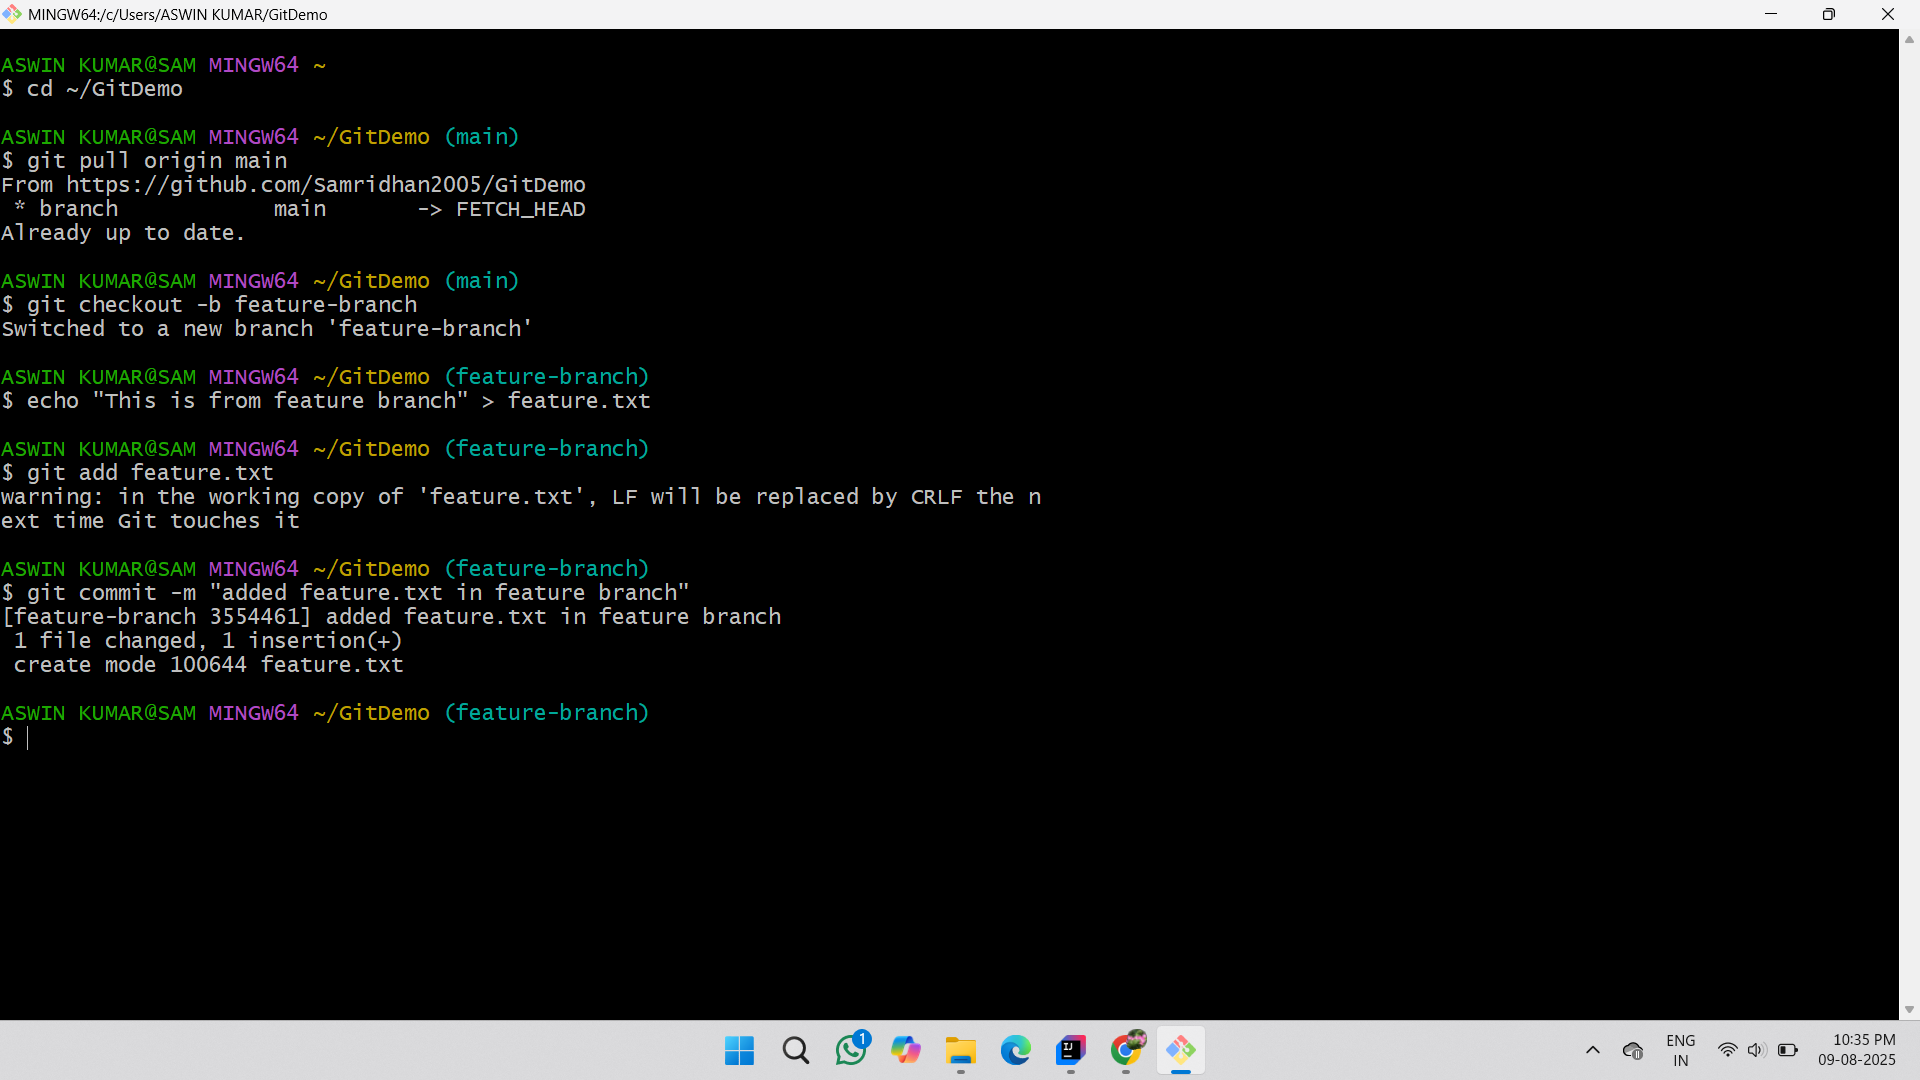 MINGW64:/c/Users/ASWIN KUMAR/GitDemo
ASWIN KUMAR@SAM MINGW64 ~
$ cd ~/GitDemo
ASWIN KUMAR@SAM MINGW64 ~/GitDemo (main)
$ git pull origin main
From https://github.com/Samridhan2005/GitDemo
 * branch            main       -> FETCH_HEAD
Already up to date.
ASWIN KUMAR@SAM MINGW64 ~/GitDemo (main)
$ git checkout -b feature-branch
Switched to a new branch 'feature-branch'
ASWIN KUMAR@SAM MINGW64 ~/GitDemo (feature-branch)
$ echo "This is from feature branch" > feature.txt
ASWIN KUMAR@SAM MINGW64 ~/GitDemo (feature-branch)
$ git add feature.txt
warning: in the working copy of 'feature.txt', LF will be replaced by CRLF the n
ext time Git touches it
ASWIN KUMAR@SAM MINGW64 ~/GitDemo (feature-branch)
$ git commit -m "added feature.txt in feature branch"
[feature-branch 3554461] added feature.txt in feature branch
 1 file changed, 1 insertion(+)
 create mode 100644 feature.txt
ASWIN KUMAR@SAM MINGW64 ~/GitDemo (feature-branch)
$
1
IJ
ENG
IN
10:35 PM
09-08-2025